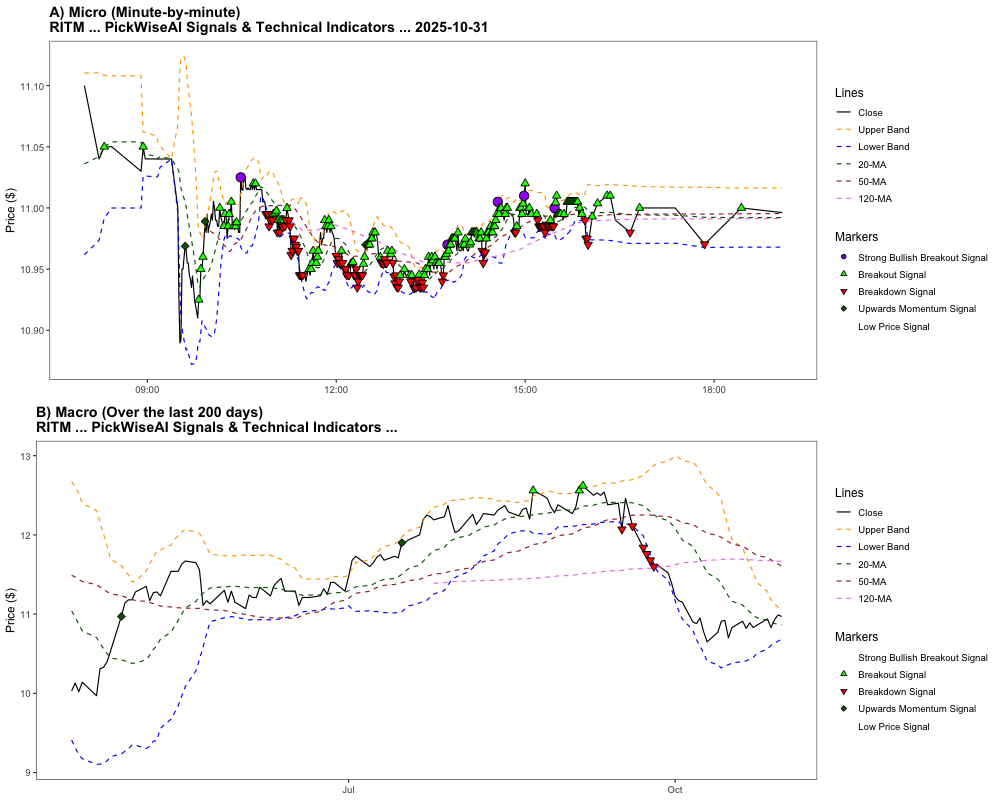 A) Micro (Minute-by-minute)
RITM ... PickWiseAI Signals & Technical Indicators ... 2025-10-31
Price ($)
11.10
11.05
11.00
10.95
10.90
09:00
12:00
15:00
18:00
Lines
Close
Upper Band
Lower Band
20-MA
50-MA
120-MA
Markers
Strong Bullish Breakout Signal
Breakout Signal
Breakdown Signal
Upwards Momentum Signal
Low Price Signal
B) Macro (Over the last 200 days)
RITM ... PickWiseAI Signals & Technical Indicators ...
Price ($)
13
12
11
10
9
Jul
Oct
Lines
Close
Upper Band
Lower Band
20-MA
50-MA
120-MA
Markers
Strong Bullish Breakout Signal
Breakout Signal
Breakdown Signal
Upwards Momentum Signal
Low Price Signal